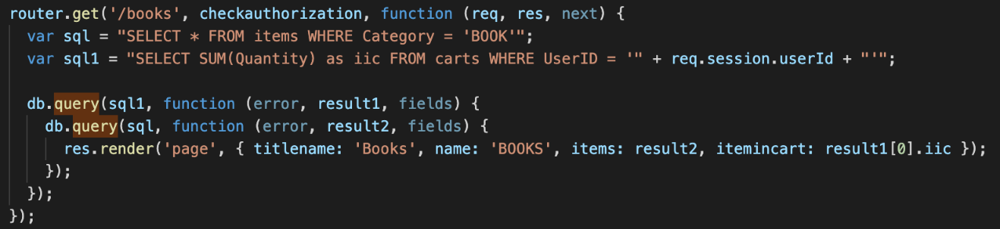 router.get('/books', checkauthorization, function (req, res, next) {
  var sql = "SELECT * FROM items WHERE Category = 'BOOK'";
  var sql1 = "SELECT SUM(Quantity) as iic FROM carts WHERE UserID = '" + req.session.userId + "'";

  db.query(sql1, function (error, result1, fields) {
    db.query(sql, function (error, result2, fields) {
      res.render('page', { titlename: 'Books', name: 'BOOKS', items: result2, itemincart: result1[0].iic });
    });
  });
});